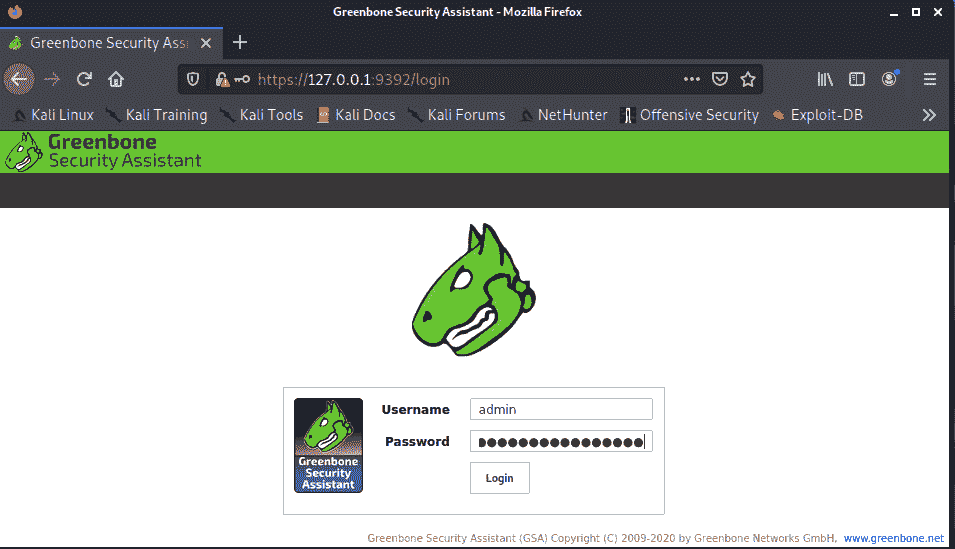 Greenbone Security Assistant - Mozilla Firefox
Greenbone Security Ass
https://127.0.0.1:9392/login
Kali Linux Kali Training Kali Tools Kali Docs Kali Forums NetHunter Offensive Security Exploit-DB
Greenbone
Security Assistant
Username admin
Password ●●●●●●●●●●●●●●●●
Greenbone
Security
Assistant
Login
Greenbone Security Assistant (GSA) Copyright (C) 2009-2020 by Greenbone Networks GmbH, www.greenbone.net